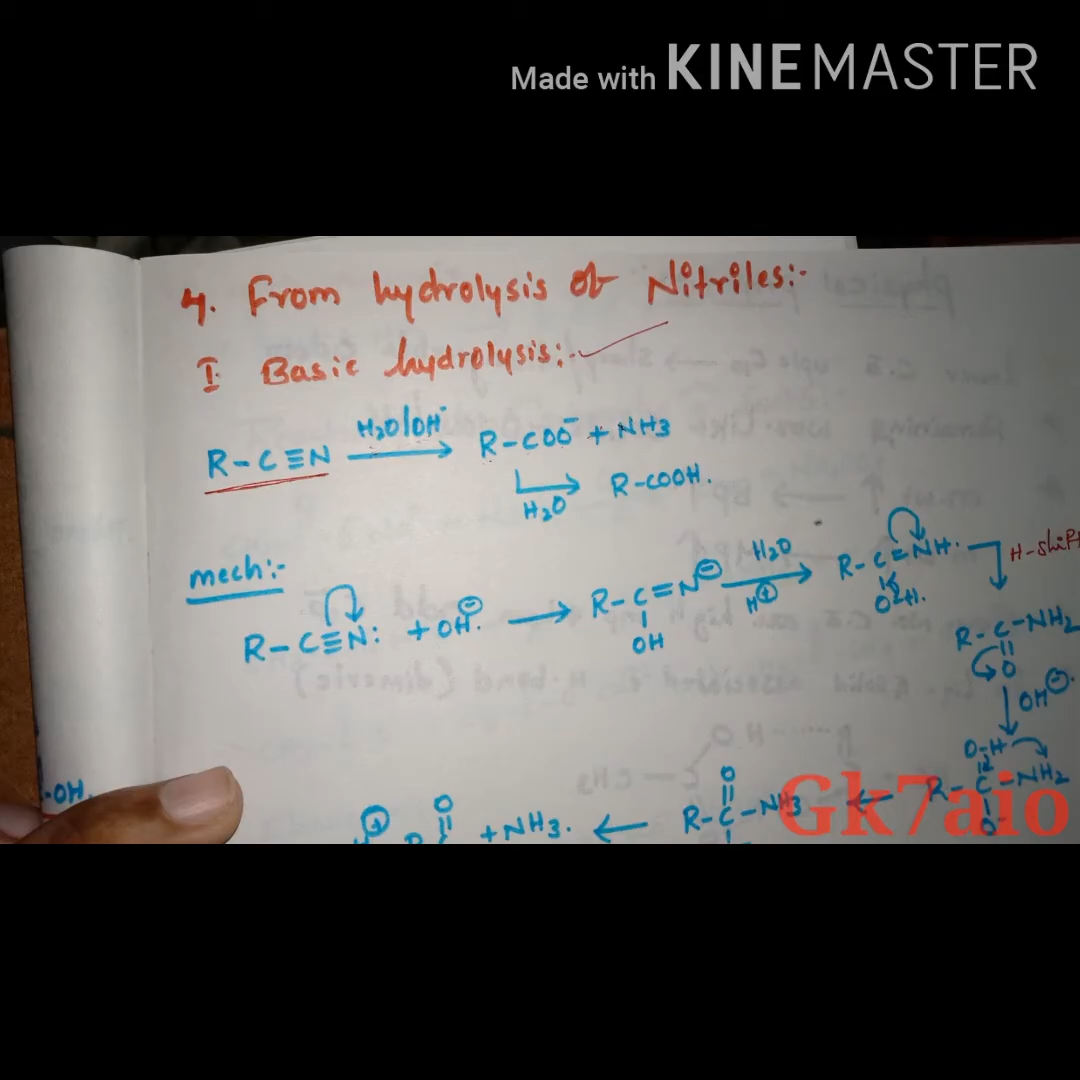 Made with KINEMASTER
4. From hydrolysis of Nitriles:-
I Basic hydrolysis:-
R-C≡N H2O/OH⁻ → R-COO⁻ + NH3
H2O → R-COOH.
mech:-
R-C≡N: + OH⊖. → R-C=N⊖ H2O H⊕ → R-C=NH.
OH
O-H.
H-shift
R-C-NH2
O
OH⊖.
O-H
R-C-NH2
O⁻
O
R-C-NH3 ←
← + NH3.
O
R
⊕
-OH
Gk7aio